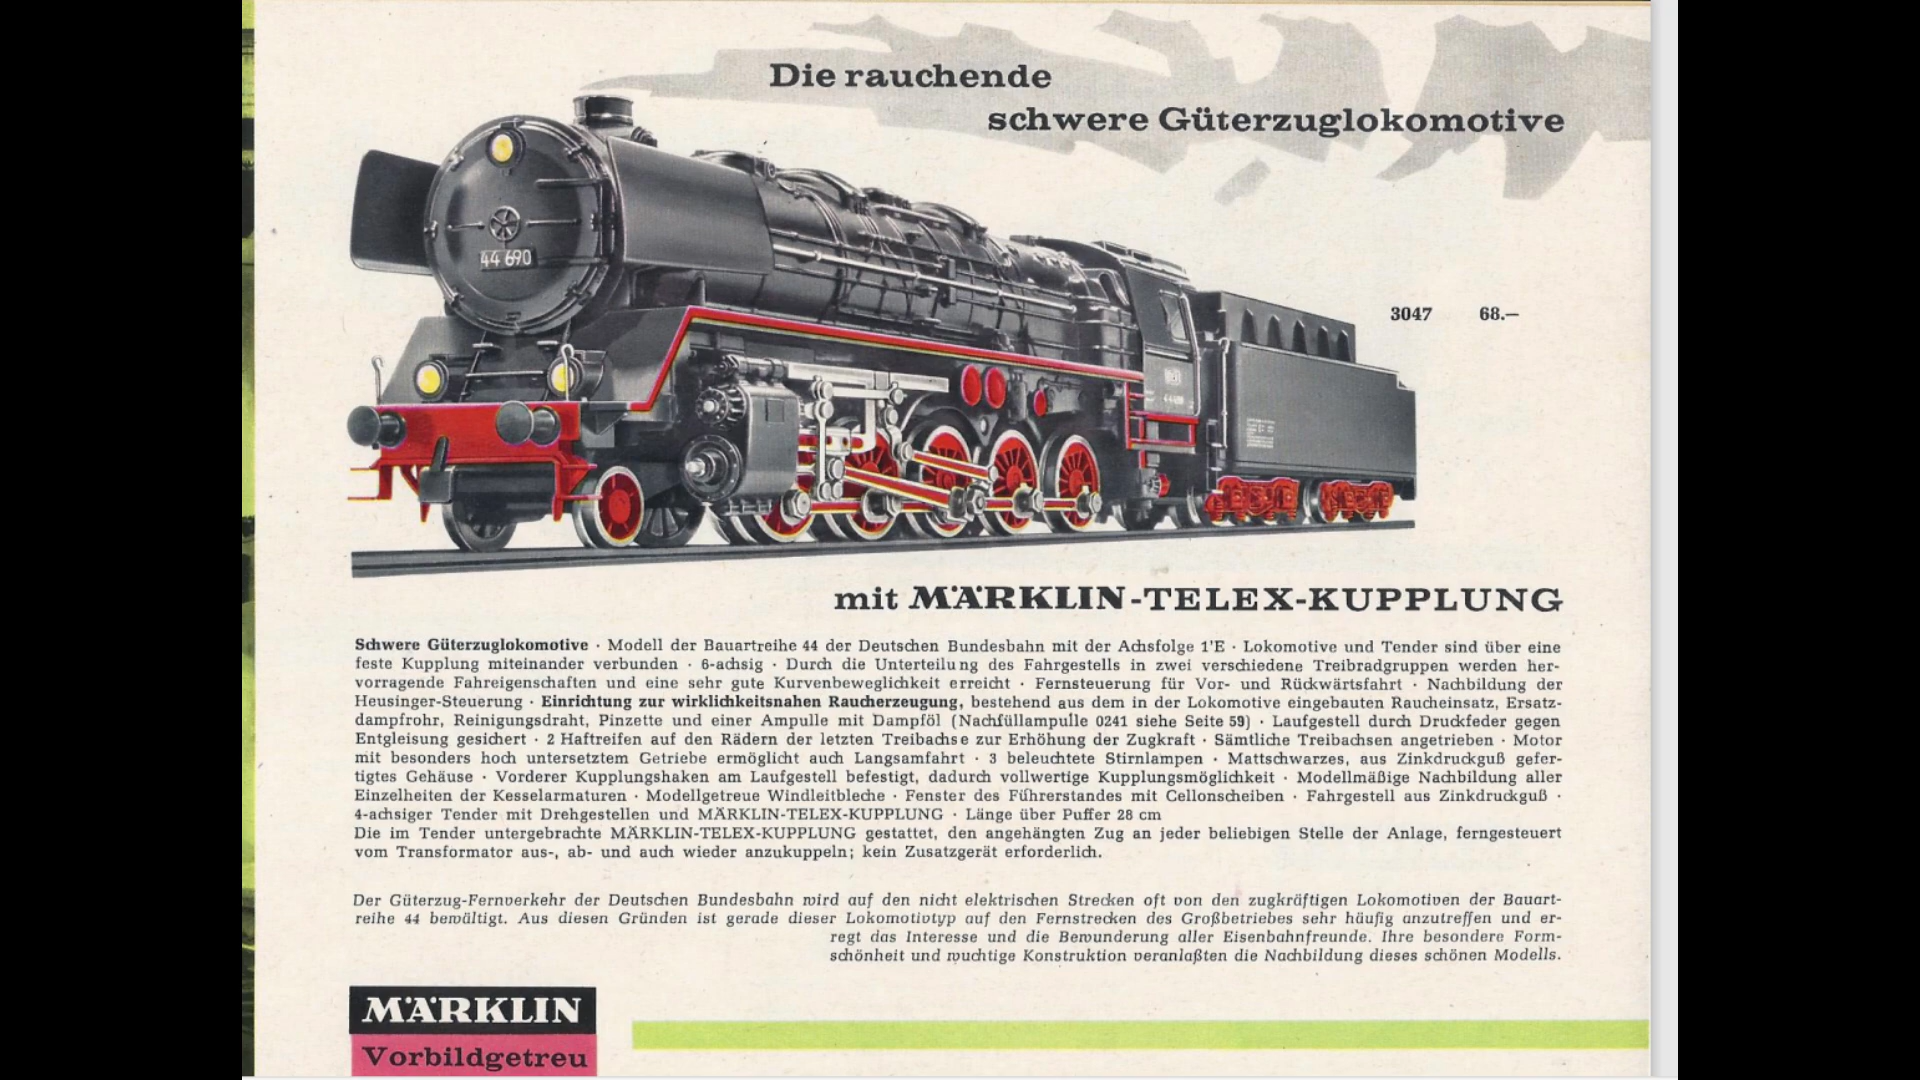 Die rauchende
schwere Güterzuglokomotive
44 690
3047 68.—
mit MÄRKLIN-TELEX-KUPPLUNG
Schwere Güterzuglokomotive · Modell der Bauartreihe 44 der Deutschen Bundesbahn mit der Achsfolge 1'E · Lokomotive und Tender sind über eine
feste Kupplung miteinander verbunden · 6-achsig · Durch die Unterteilung des Fahrgestells in zwei verschiedene Treibradgruppen werden her-
vorragende Fahreigenschaften und eine sehr gute Kurvenbeweglichkeit erreicht · Fernsteuerung für Vor- und Rückwärtsfahrt · Nachbildung der
Heusinger-Steuerung · Einrichtung zur wirklichkeitsnahen Raucherzeugung, bestehend aus dem in der Lokomotive eingebauten Raucheinsatz, Ersatz-
dampfrohr, Reinigungsdraht, Pinzette und einer Ampulle mit Dampföl (Nachfüllampulle 0241 siehe Seite 59) · Laufgestell durch Druckfeder gegen
Entgleisung gesichert · 2 Haftreifen auf den Rädern der letzten Treibachse zur Erhöhung der Zugkraft · Sämtliche Treibachsen angetrieben · Motor
mit besonders hoch untersetztem Getriebe ermöglicht auch Langsamfahrt · 3 beleuchtete Stirnlampen · Mattschwarzes, aus Zinkdruckguß gefer-
tigtes Gehäuse · Vorderer Kupplungshaken am Laufgestell befestigt, dadurch vollwertige Kupplungsmöglichkeit · Modellmäßige Nachbildung aller
Einzelheiten der Kesselarmaturen · Modellgetreue Windleitbleche · Fenster des Führerstandes mit Cellonscheiben · Fahrgestell aus Zinkdruckguß ·
4-achsiger Tender mit Drehgestellen und MÄRKLIN-TELEX-KUPPLUNG · Länge über Puffer 28 cm
Die im Tender untergebrachte MÄRKLIN-TELEX-KUPPLUNG gestattet, den angehängten Zug an jeder beliebigen Stelle der Anlage, ferngesteuert
vom Transformator aus-, ab- und auch wieder anzukuppeln; kein Zusatzgerät erforderlich.
Der Güterzug-Fernverkehr der Deutschen Bundesbahn wird auf den nicht elektrischen Strecken oft von den zugkräftigen Lokomotiven der Bauart-
reihe 44 bewältigt. Aus diesen Gründen ist gerade dieser Lokomotivtyp auf den Fernstrecken des Großbetriebes sehr häufig anzutreffen und er-
regt das Interesse und die Bewunderung aller Eisenbahnfreunde. Ihre besondere Form-
schönheit und wuchtige Konstruktion veranlaßten die Nachbildung dieses schönen Modells.
MÄRKLIN
Vorbildgetreu